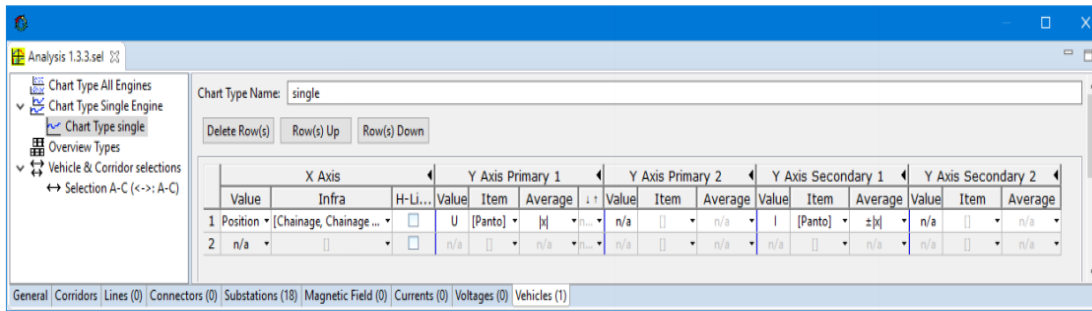 Analysis 1.3.3.sel
Chart Type All Engines
Chart Type Single Engine
Chart Type single
Overview Types
Vehicle & Corridor selections
Selection A-C (<->: A-C)
Chart Type Name: single
Delete Row(s) Row(s) Up Row(s) Down
X Axis Y Axis Primary 1 Y Axis Primary 2 Y Axis Secondary 1 Y Axis Secondary 2
Value Infra H-Li... Value Item Average ↓↑ Value Item Average Value Item Average Value Item Average
1 Position [Chainage, Chainage ... U [Panto] |x| n... n/a [] n/a I [Panto] ±|x| n/a [] n/a
2 n/a [] n/a [] n/a n... n/a [] n/a n/a [] n/a n/a [] n/a
General Corridors Lines (0) Connectors (0) Substations (18) Magnetic Field (0) Currents (0) Voltages (0) Vehicles (1)